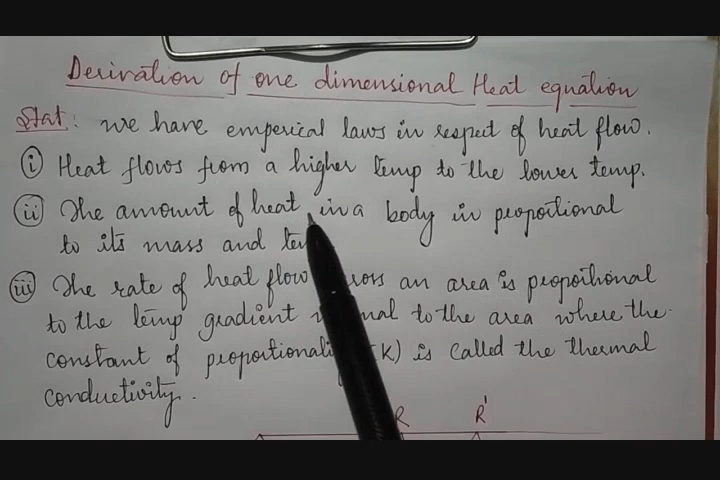 Derivation of one dimensional Heat equation
Stat: we have emperical laws in respect of heat flow.
(i) Heat flows from a higher temp to the lower temp.
(ii) The amount of heat in a body in proportional
to its mass and
(iii) The rate of heat flow an area is proportional
to the temp gradient to the area where the
constant of K) is called the thermal
conductivity.
R R'